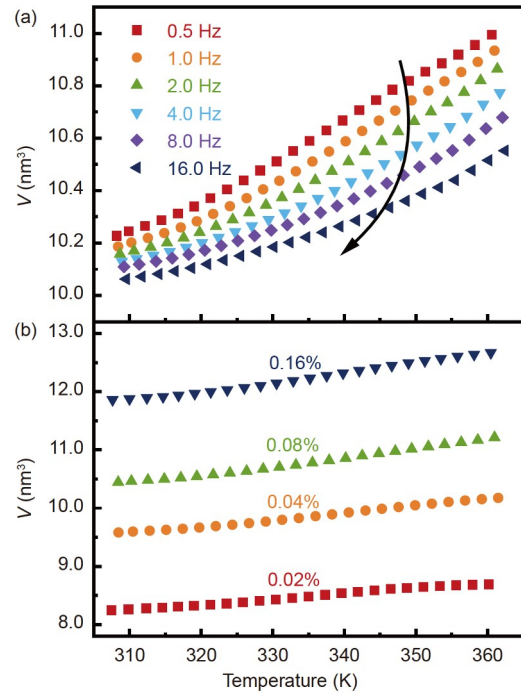 (a)
11.0
10.8
10.6
10.4
10.2
10.0
V (nm³)
0.5 Hz
1.0 Hz
2.0 Hz
4.0 Hz
8.0 Hz
16.0 Hz
(b)
13.0
12.0
11.0
10.0
9.0
8.0
V (nm³)
0.16%
0.08%
0.04%
0.02%
310 320 330 340 350 360
Temperature (K)